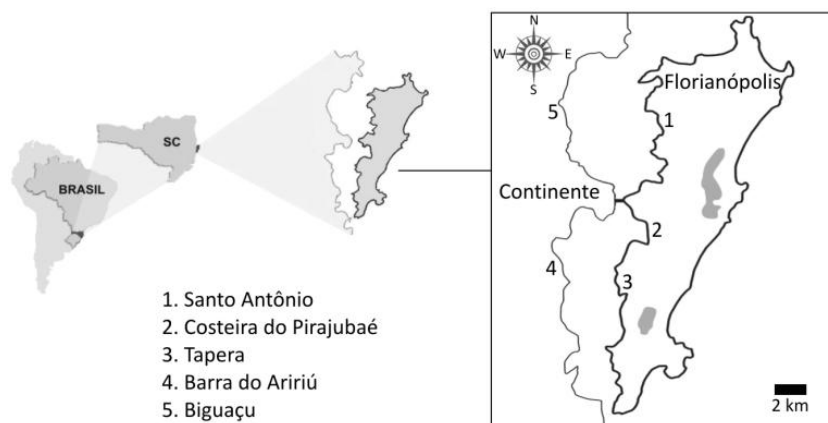 BRASIL
SC
1. Santo Antônio
2. Costeira do Pirajubaé
3. Tapera
4. Barra do Aririú
5. Biguaçu
N
W
E
S
Florianópolis
5
1
Continente
2
4
3
2 km